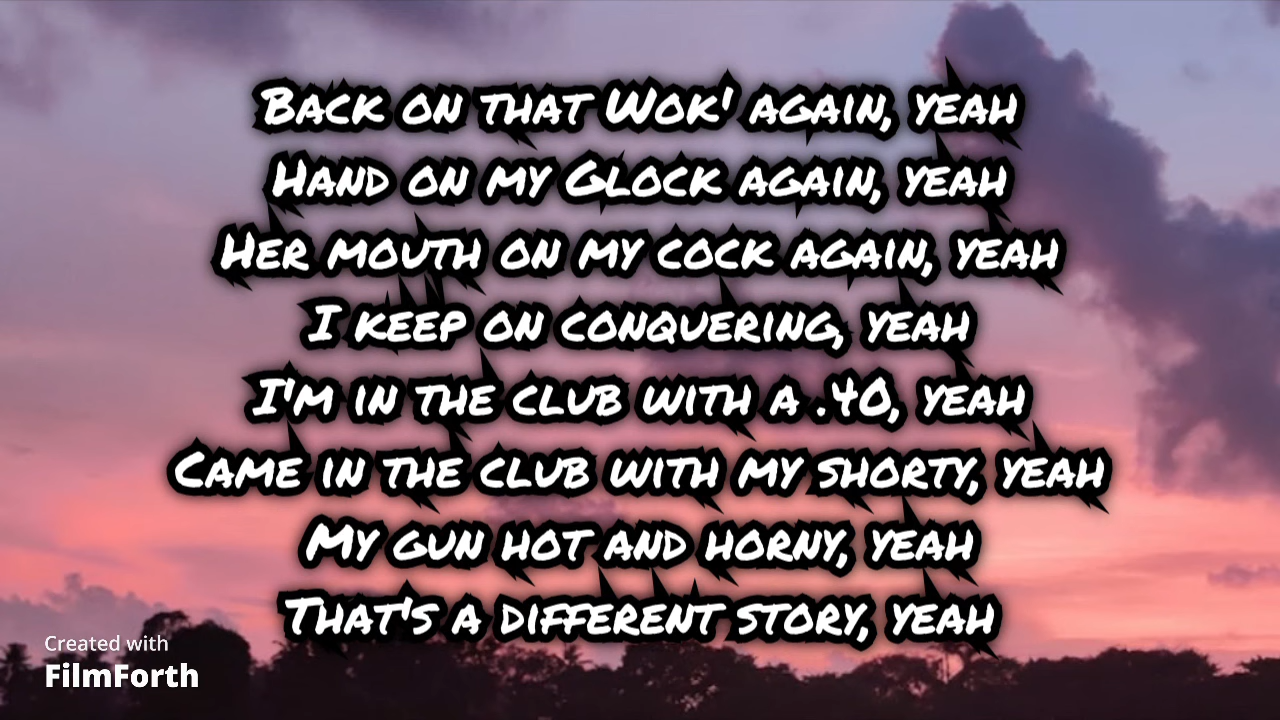 Back on that Wok' again, yeah
Hand on my Glock again, yeah
Her mouth on my cock again, yeah
I keep on conquering, yeah
I'm in the club with a .40, yeah
Came in the club with my shorty, yeah
My gun hot and horny, yeah
That's a different story, yeah
Created with
FilmForth